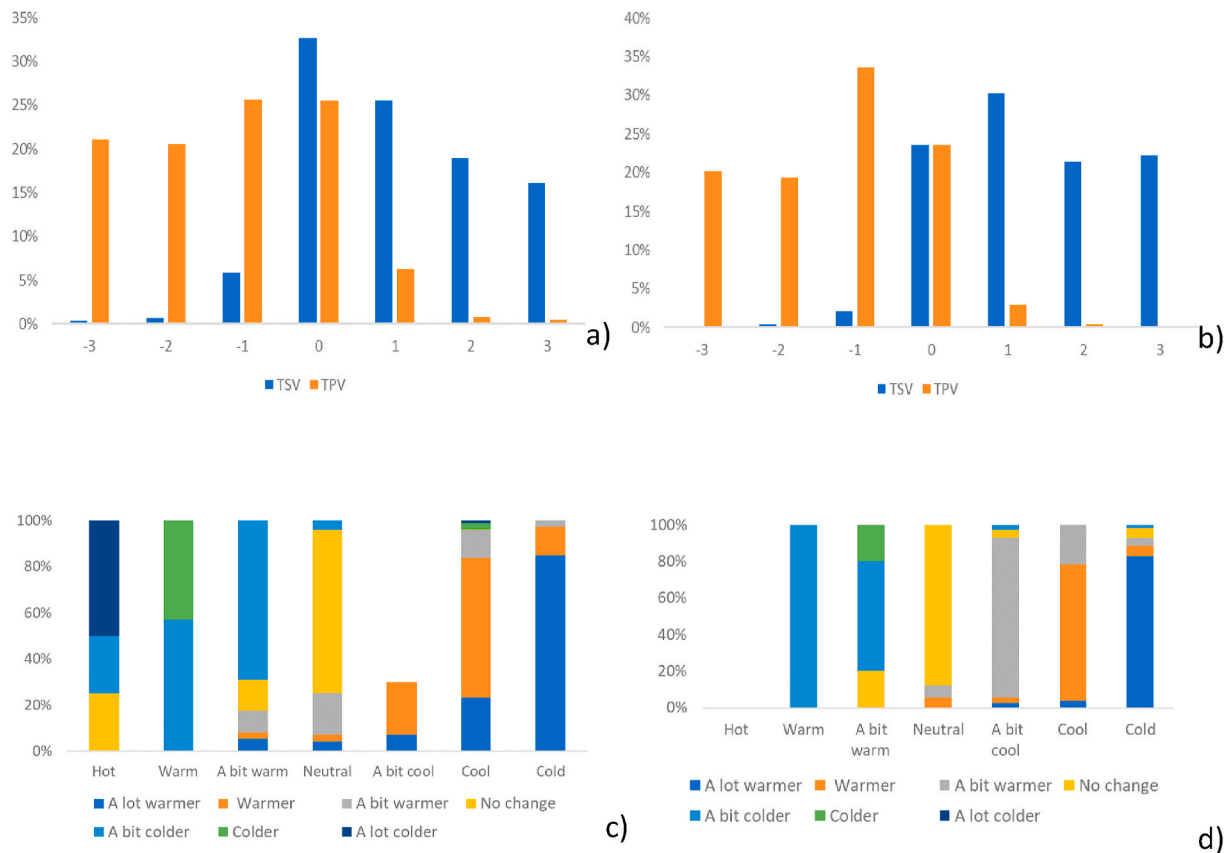 35%
30%
25%
20%
15%
10%
5%
0%
-3 -2 -1 0 1 2 3
TSV TPV
a)
40%
35%
30%
25%
20%
15%
10%
5%
0%
-3 -2 -1 0 1 2 3
TSV TPV
b)
100%
80%
60%
40%
20%
0%
Hot Warm A bit warm Neutral A bit cool Cool Cold
A lot warmer Warmer A bit warmer No change
A bit colder Colder A lot colder
c)
100%
80%
60%
40%
20%
0%
Hot Warm A bit Neutral A bit Cool Cold
warm cool
A lot warmer Warmer A bit warmer No change
A bit colder Colder A lot colder
d)